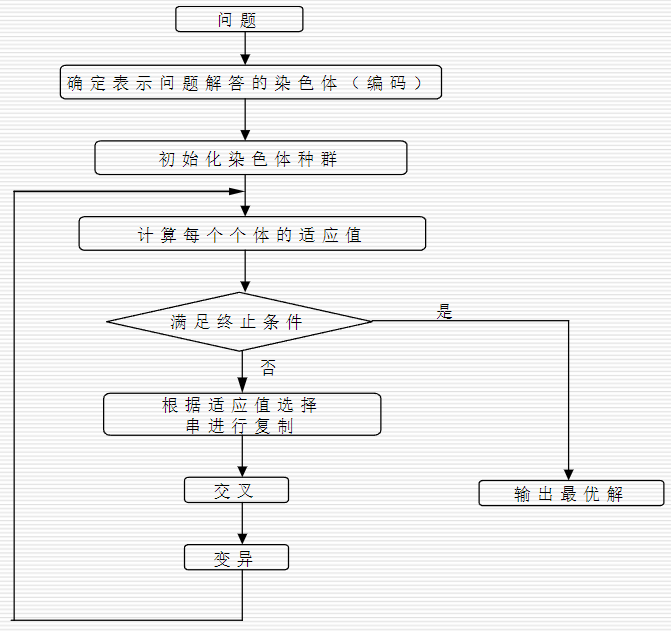 问题
确定表示问题解答的染色体（编码）
初始化染色体种群
计算每个个体的适应值
满足终止条件
是
否
根据适应值选择
串进行复制
交叉
输出最优解
变异